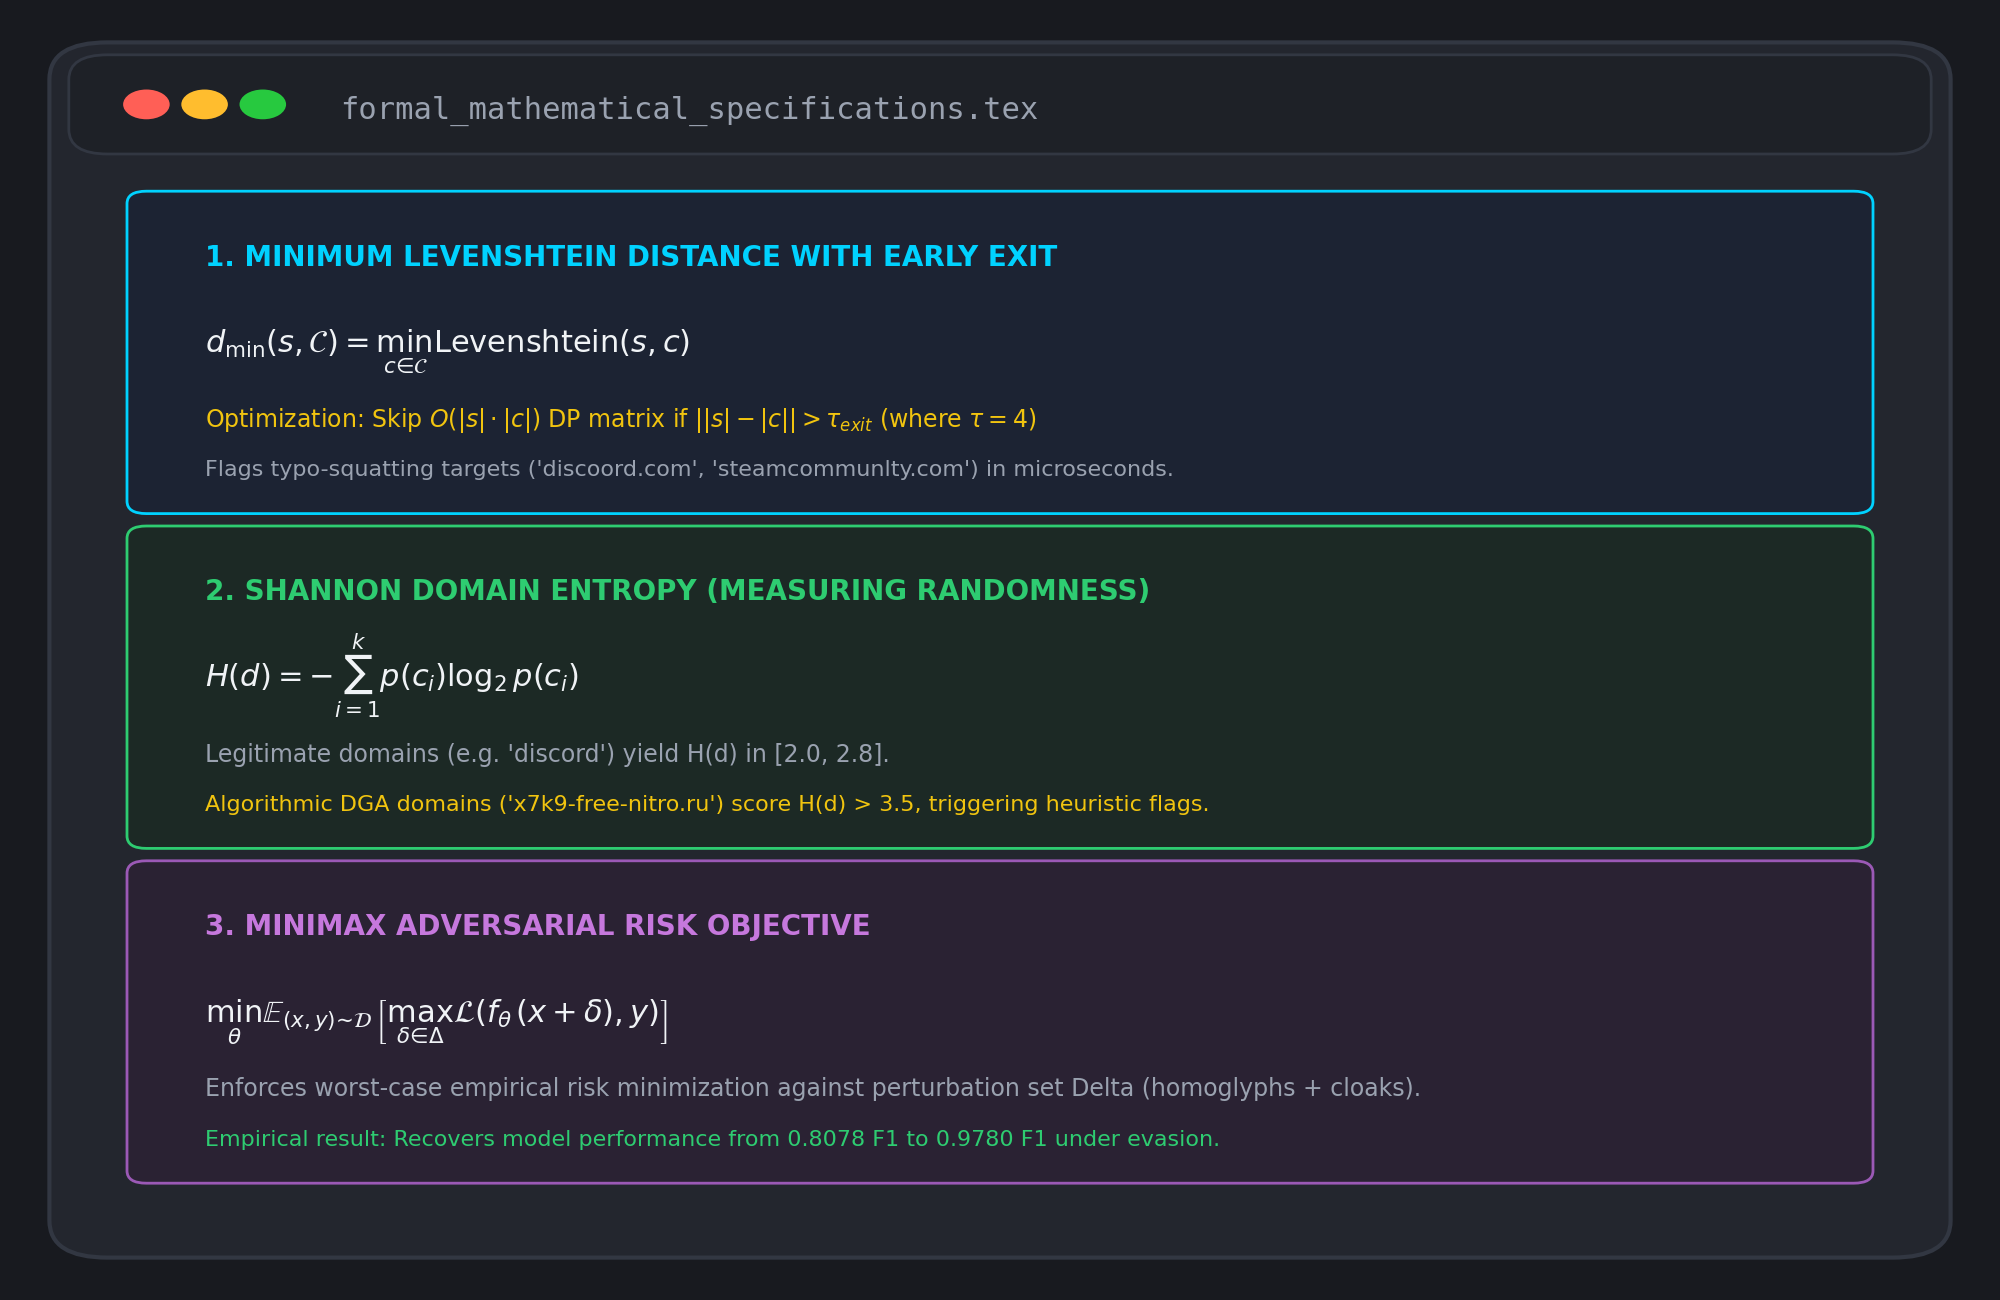 formal_mathematical_specifications.tex
1. MINIMUM LEVENSHTEIN DISTANCE WITH EARLY EXIT
d_min(s, 𝒞) = min_{c∈𝒞} Levenshtein(s, c)
Optimization: Skip O(|s| · |c|) DP matrix if ||s| − |c|| > τ_exit (where τ = 4)
Flags typo-squatting targets ('discoord.com', 'steamcommunlty.com') in microseconds.
2. SHANNON DOMAIN ENTROPY (MEASURING RANDOMNESS)
H(d) = −∑_{i=1}^{k} p(c_i) log₂ p(c_i)
Legitimate domains (e.g. 'discord') yield H(d) in [2.0, 2.8].
Algorithmic DGA domains ('x7k9-free-nitro.ru') score H(d) > 3.5, triggering heuristic flags.
3. MINIMAX ADVERSARIAL RISK OBJECTIVE
min_θ 𝔼_{(x, y)∼𝒟} [max_{δ∈Δ} ℒ(f_θ(x + δ), y)]
Enforces worst-case empirical risk minimization against perturbation set Delta (homoglyphs + cloaks).
Empirical result: Recovers model performance from 0.8078 F1 to 0.9780 F1 under evasion.